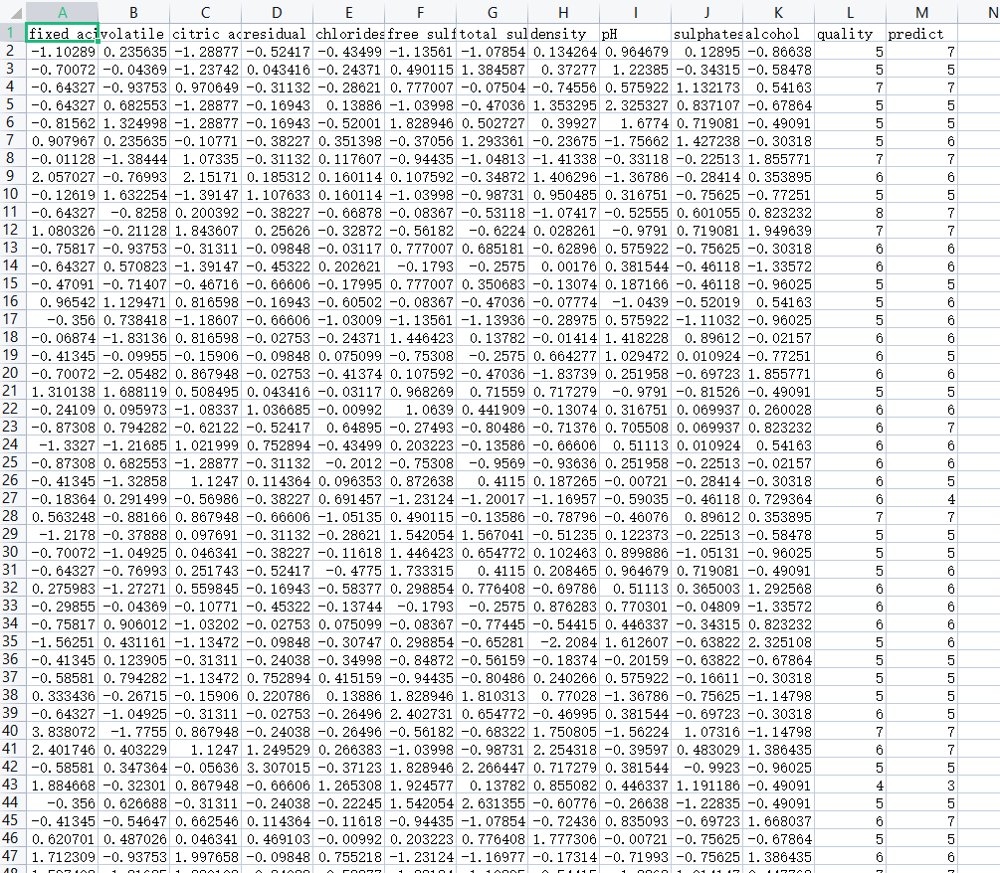 A B C D E F G H I J K L M N
1 fixed aci volatile citric ac residual chlorides free sulf total sul density pH sulphates alcohol quality predict
2 -1.10289 0.235635 -1.28877 -0.52417 -0.43499 -1.13561 -1.07854 0.134264 0.964679 0.12895 -0.86638 5 7
3 -0.70072 -0.04369 -1.23742 0.043416 -0.24371 0.490115 1.384587 0.37277 1.22385 -0.34315 -0.58478 5 5
4 -0.64327 -0.93753 0.970649 -0.31132 -0.28621 0.777007 -0.07504 -0.74556 0.575922 1.132173 0.54163 7 7
5 -0.64327 0.682553 -1.28877 -0.16943 0.13886 -1.03998 -0.47036 1.353295 2.325327 0.837107 -0.67864 5 5
6 -0.81562 1.324998 -1.28877 -0.16943 -0.52001 1.828946 0.502727 0.39927 1.6774 0.719081 -0.49091 5 5
7 0.907967 0.235635 -0.10771 -0.38227 0.351398 -0.37056 1.293361 -0.23675 -1.75662 1.427238 -0.30318 5 6
8 -0.01128 -1.38444 1.07335 -0.31132 0.117607 -0.94435 -1.04813 -1.41338 -0.33118 -0.22513 1.855771 7 7
9 2.057027 -0.76993 2.15171 0.185312 0.160114 0.107592 -0.34872 1.406296 -1.36786 -0.28414 0.353895 6 6
10 -0.12619 1.632254 -1.39147 1.107633 0.160114 -1.03998 -0.98731 0.950485 0.316751 -0.75625 -0.77251 5 5
11 -0.64327 -0.8258 0.200392 -0.38227 -0.66878 -0.08367 -0.53118 -1.07417 -0.52555 0.601055 0.823232 8 7
12 1.080326 -0.21128 1.843607 0.25626 -0.32872 -0.56182 -0.6224 0.028261 -0.9791 0.719081 1.949639 7 7
13 -0.75817 -0.93753 -0.31311 -0.09848 -0.03117 0.777007 0.685181 -0.62896 0.575922 -0.75625 -0.30318 6 6
14 -0.64327 0.570823 -1.39147 -0.45322 0.202621 -0.1793 -0.2575 0.00176 0.381544 -0.46118 -1.33572 6 6
15 -0.47091 -0.71407 -0.46716 -0.66606 -0.17995 0.777007 0.350683 -0.13074 0.187166 -0.46118 -0.96025 5 5
16 0.96542 1.129471 0.816598 -0.16943 -0.60502 -0.08367 -0.47036 -0.07774 -1.0439 -0.52019 0.54163 5 6
17 -0.356 0.738418 -1.18607 -0.66606 -1.03009 -1.13561 -1.13936 -0.28975 0.575922 -1.11032 -0.96025 5 6
18 -0.06874 -1.83136 0.816598 -0.02753 -0.24371 1.446423 0.13782 -0.01414 1.418228 0.89612 -0.02157 6 6
19 -0.41345 -0.09955 -0.15906 -0.09848 0.075099 -0.75308 -0.2575 0.664277 1.029472 0.010924 -0.77251 6 5
20 -0.70072 -2.05482 0.867948 -0.02753 -0.41374 0.107592 -0.47036 -1.83739 0.251958 -0.69723 1.855771 6 6
21 1.310138 1.688119 0.508495 0.043416 -0.03117 0.968269 0.71559 0.717279 -0.9791 -0.81526 -0.49091 5 5
22 -0.24109 0.095973 -1.08337 1.036685 -0.00992 1.0639 0.441909 -0.13074 0.316751 0.069937 0.260028 6 6
23 -0.87308 0.794282 -0.62122 -0.52417 0.64895 -0.27493 -0.80486 -0.71376 0.705508 0.069937 0.823232 6 7
24 -1.3327 -1.21685 1.021999 0.752894 -0.43499 0.203223 -0.13586 -0.66606 0.51113 0.010924 0.54163 6 6
25 -0.87308 0.682553 -1.28877 -0.31132 -0.2012 -0.75308 -0.9569 -0.93636 0.251958 -0.22513 -0.02157 6 6
26 -0.41345 -1.32858 1.1247 0.114364 0.096353 0.872638 0.4115 0.187265 -0.00721 -0.28414 -0.30318 6 5
27 -0.18364 0.291499 -0.56986 -0.38227 0.691457 -1.23124 -1.20017 -1.16957 -0.59035 -0.46118 0.729364 6 4
28 0.563248 -0.88166 0.867948 -0.66606 -1.05135 0.490115 -0.13586 -0.78796 -0.46076 0.89612 0.353895 7 7
29 -1.2178 -0.37888 0.097691 -0.31132 -0.28621 1.542054 1.567041 -0.51235 0.122373 -0.22513 -0.58478 5 5
30 -0.70072 -1.04925 0.046341 -0.38227 -0.11618 1.446423 0.654772 0.102463 0.899886 -1.05131 -0.96025 5 5
31 -0.64327 -0.76993 0.251743 -0.52417 -0.4775 1.733315 0.4115 0.208465 0.964679 0.719081 -0.49091 5 6
32 0.275983 -1.27271 0.559845 -0.16943 -0.58377 0.298854 0.776408 -0.69786 0.51113 0.365003 1.292568 6 6
33 -0.29855 -0.04369 -0.10771 -0.45322 -0.13744 -0.1793 -0.2575 0.876283 0.770301 -0.04809 -1.33572 6 6
34 -0.75817 0.906012 -1.03202 -0.02753 0.075099 -0.08367 -0.77445 -0.54415 0.446337 -0.34315 0.823232 6 6
35 -1.56251 0.431161 -1.13472 -0.09848 -0.30747 0.298854 -0.65281 -2.2084 1.612607 -0.63822 2.325108 5 6
36 -0.41345 0.123905 -0.31311 -0.24038 -0.34998 -0.84872 -0.56159 -0.18374 -0.20159 -0.63822 -0.67864 5 5
37 -0.58581 0.794282 -1.13472 0.752894 0.415159 -0.94435 -0.80486 0.240266 0.575922 -0.16611 -0.30318 5 5
38 0.333436 -0.26715 -0.15906 0.220786 0.13886 1.828946 1.810313 0.77028 -1.36786 -0.75625 -1.14798 5 5
39 -0.64327 -1.04925 -0.31311 -0.02753 -0.26496 2.402731 0.654772 -0.46995 0.381544 -0.69723 -0.30318 6 5
40 3.838072 -1.7755 0.867948 -0.24038 -0.26496 -0.56182 -0.68322 1.750805 -1.56224 1.07316 -1.14798 7 7
41 2.401746 0.403229 1.1247 1.249529 0.266383 -1.03998 -0.98731 2.254318 -0.39597 0.483029 1.386435 6 7
42 -0.58581 0.347364 -0.05636 3.307015 -0.37123 1.828946 2.266447 0.717279 0.381544 -0.9923 -0.96025 5 5
43 1.884668 -0.32301 0.867948 -0.66606 1.265308 1.924577 0.13782 0.855082 0.446337 1.191186 -0.49091 4 3
44 -0.356 0.626688 -0.31311 -0.24038 -0.22245 1.542054 2.631355 -0.60776 -0.26638 -1.22835 -0.49091 5 5
45 -0.41345 -0.54647 0.662546 0.114364 -0.11618 -0.94435 -1.07854 -0.72436 0.835093 -0.69723 1.668037 6 7
46 0.620701 0.487026 0.046341 0.469103 -0.00992 0.203223 0.776408 1.777306 -0.00721 -0.75625 -0.67864 5 5
47 1.712309 -0.93753 1.997658 -0.09848 0.755218 -1.23124 -1.16977 -0.17314 -0.71993 -0.75625 1.386435 6 6